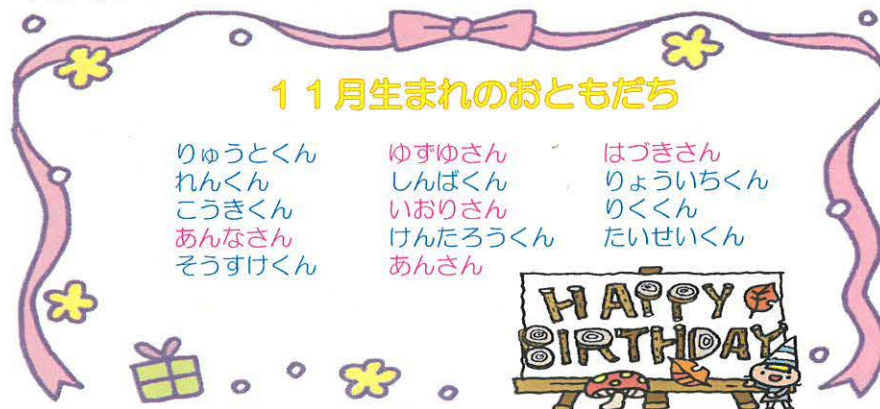 11月生まれのおともだち
りゅうとくん
れんくん
こうきくん
あんなさん
そうすけくん
ゆずゆさん
しんばくん
いおりさん
けんたろうくん
あんさん
はづきさん
りょういちくん
りくくん
たいせいくん
HAPPY
BIRTHDAY